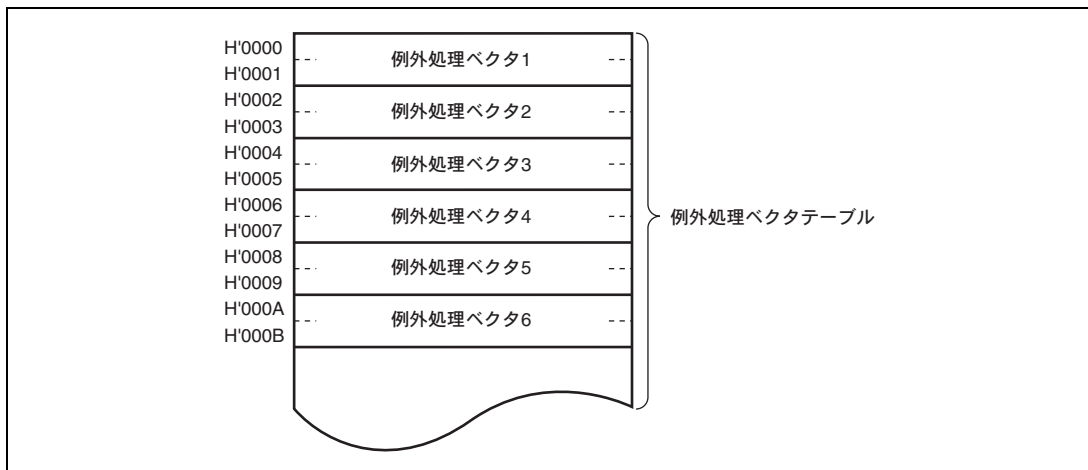 H'0000
例外処理ベクタ1
H'0001
H'0002
例外処理ベクタ2
H'0003
H'0004
例外処理ベクタ3
H'0005
H'0006
例外処理ベクタ4
例外処理ベクタテーブル
H'0007
H'0008
例外処理ベクタ5
H'0009
H'000A
例外処理ベクタ6
H'000B